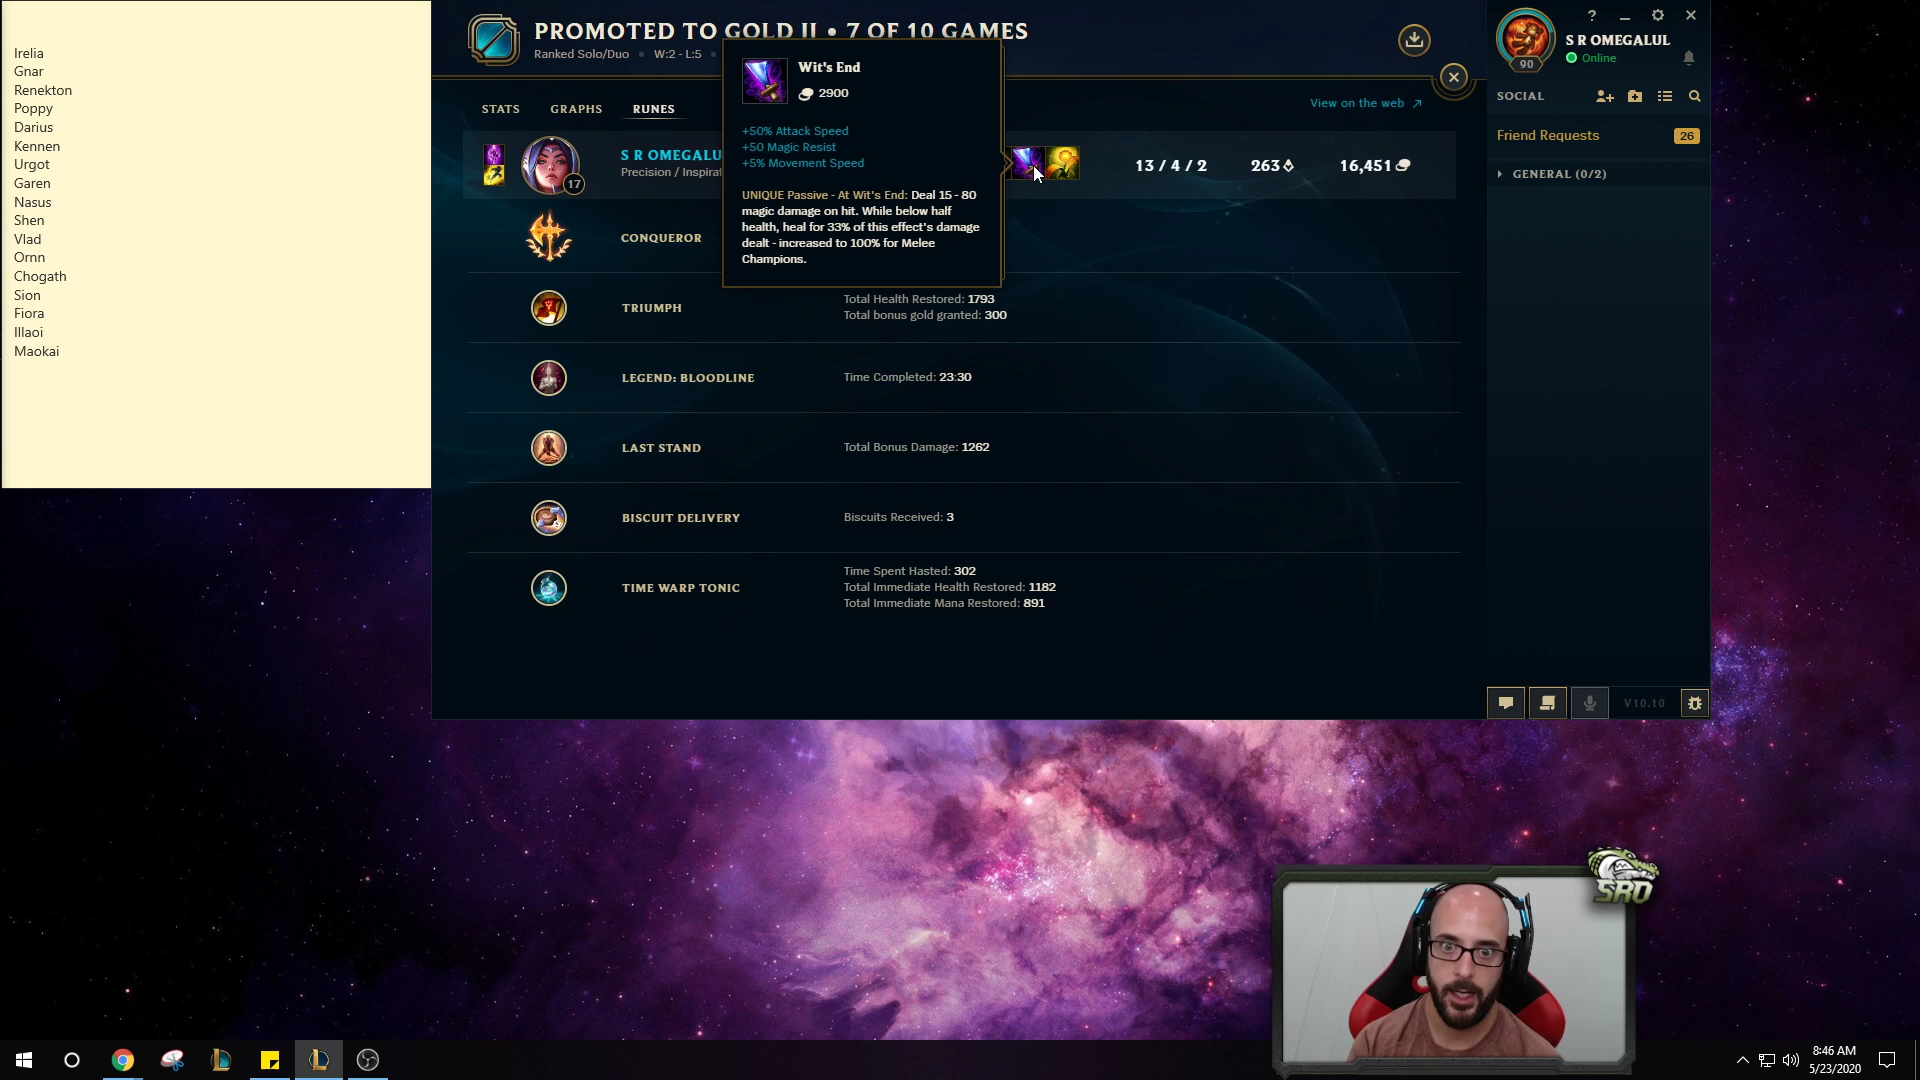 Irelia
Gnar
Renekton
Poppy
Darius
Kennen
Urgot
Garen
Nasus
Shen
Vlad
Ornn
Chogath
Sion
Fiora
Illaoi
Maokai
PROMOTED TO GOLD II • 7 OF 10 GAMES
Ranked Solo/Duo • W:2 - L:5 •
STATS GRAPHS RUNES
View on the web
Wit's End
2900
+50% Attack Speed
+50 Magic Resist
+5% Movement Speed
UNIQUE Passive - At Wit's End: Deal 15 - 80
magic damage on hit. While below half
health, heal for 33% of this effect's damage
dealt - increased to 100% for Melee
Champions.
17
S R OMEGALU
Precision / Inspirat
13 / 4 / 2
263
16,451
CONQUEROR
TRIUMPH
Total Health Restored: 1793
Total bonus gold granted: 300
LEGEND: BLOODLINE
Time Completed: 23:30
LAST STAND
Total Bonus Damage: 1262
BISCUIT DELIVERY
Biscuits Received: 3
TIME WARP TONIC
Time Spent Hasted: 302
Total Immediate Health Restored: 1182
Total Immediate Mana Restored: 891
?
90
S R OMEGALUL
Online
SOCIAL
Friend Requests
26
GENERAL (0/2)
V10.10
SRO
8:46 AM
5/23/2020